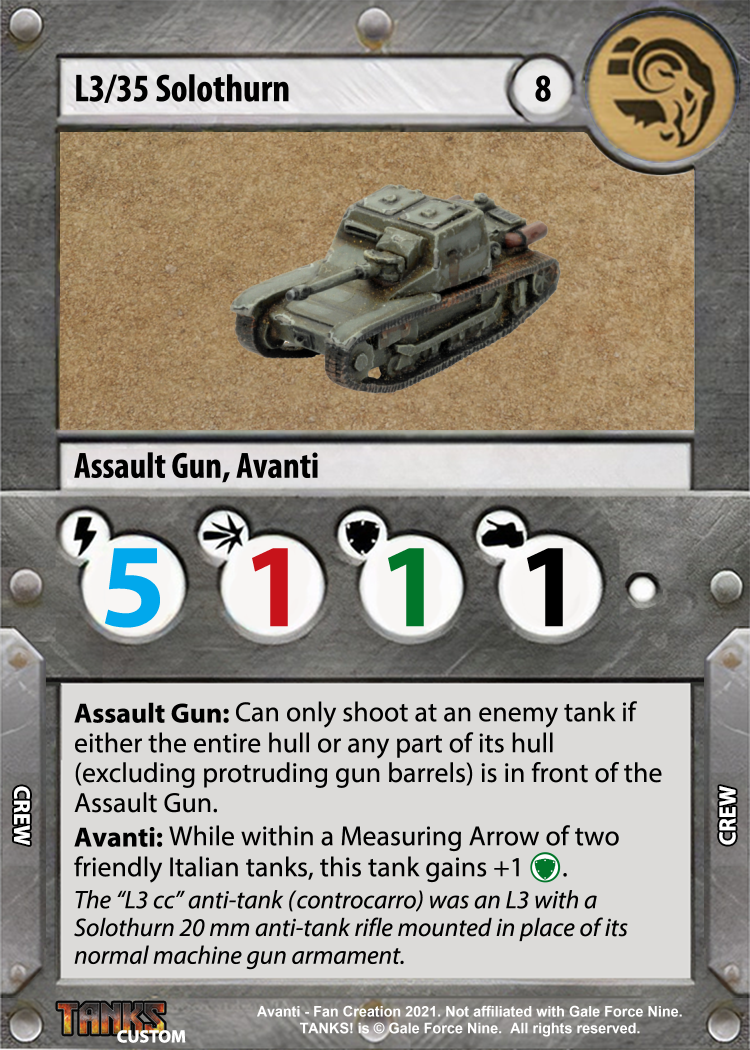 L3/35 Solothurn
8
Assault Gun, Avanti
5 1 1 1
Assault Gun: Can only shoot at an enemy tank if
either the entire hull or any part of its hull
(excluding protruding gun barrels) is in front of the
Assault Gun.
Avanti: While within a Measuring Arrow of two
friendly Italian tanks, this tank gains +1 .
The “L3 cc” anti-tank (controcarro) was an L3 with a
Solothurn 20 mm anti-tank rifle mounted in place of its
normal machine gun armament.
CREW
CREW
TANKS
CUSTOM
Avanti - Fan Creation 2021. Not affiliated with Gale Force Nine.
TANKS! is © Gale Force Nine. All rights reserved.